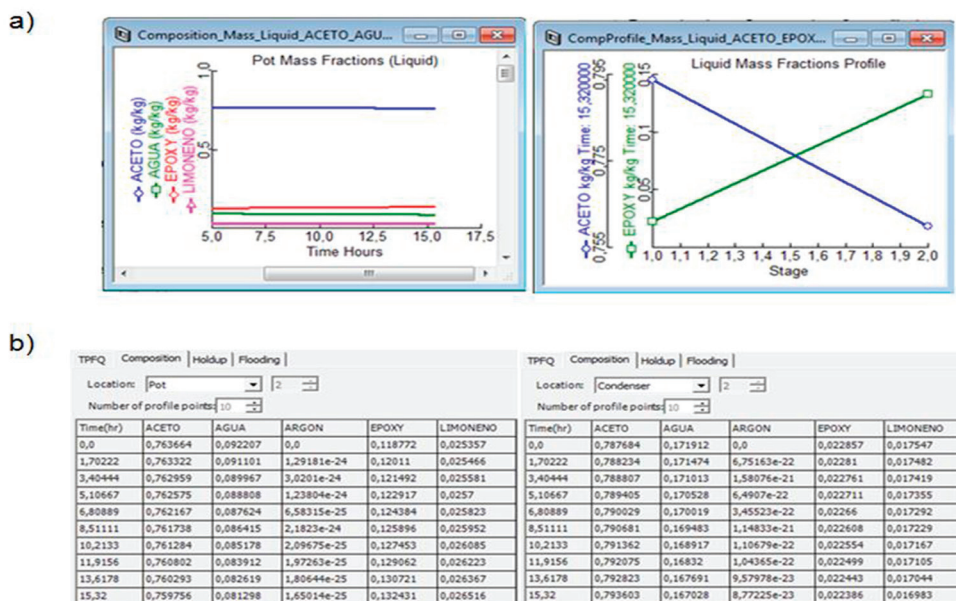 a)
Composition_Mass_Liquid_ACETO_AGU...
Pot Mass Fractions (Liquid)
ACETO (kg/kg)
AGUA (kg/kg)
EPOXY (kg/kg)
LIMONENO (kg/kg)
1,0
0,5
5,0 7,5 10,0 12,5 15,0 17,5
Time Hours
CompProfile_Mass_Liquid_ACETO_EPOX...
Liquid Mass Fractions Profile
ACETO kg/kg Time: 15,320000
0,795
0,775
0,755
EPOXY kg/kg Time: 15,320000
0,15
0,1
0,05
1,0 1,1 1,2 1,3 1,4 1,5 1,6 1,7 1,8 1,9 2,0
Stage
b)
TPFQ Composition Holdup Flooding
Location: Pot 2
Number of profile points: 10
Time(hr) ACETO AGUA ARGON EPOXY LIMONENO
0,0 0,763664 0,092207 0,0 0,118772 0,025357
1,70222 0,763322 0,091101 1,29181e-24 0,12011 0,025466
3,40444 0,762959 0,089967 3,0201e-24 0,121492 0,025581
5,10667 0,762575 0,088808 1,23804e-24 0,122917 0,0257
6,80889 0,762167 0,087624 6,58315e-25 0,124384 0,025823
8,51111 0,761738 0,086415 2,1823e-24 0,125896 0,025952
10,2133 0,761284 0,085178 2,09675e-25 0,127453 0,026085
11,9156 0,760802 0,083912 1,97263e-25 0,129062 0,026223
13,6178 0,760293 0,082619 1,80644e-25 0,130721 0,026367
15,32 0,759756 0,081298 1,65014e-25 0,132431 0,026516
TPFQ Composition Holdup Flooding
Location: Condenser 2
Number of profile points: 10
Time(hr) ACETO AGUA ARGON EPOXY LIMONENO
0,0 0,787684 0,171912 0,0 0,022857 0,017547
1,70222 0,788234 0,171474 6,75163e-22 0,02281 0,017482
3,40444 0,788807 0,171013 1,58076e-21 0,022761 0,017419
5,10667 0,789405 0,170528 6,4907e-22 0,022711 0,017355
6,80889 0,790029 0,170019 3,45523e-22 0,02266 0,017292
8,51111 0,790681 0,169483 1,14833e-21 0,022608 0,017229
10,2133 0,791362 0,168917 1,10679e-22 0,022554 0,017167
11,9156 0,792075 0,16832 1,04365e-22 0,022499 0,017105
13,6178 0,792823 0,167691 9,57978e-23 0,022443 0,017044
15,32 0,793603 0,167028 8,77225e-23 0,022386 0,016983